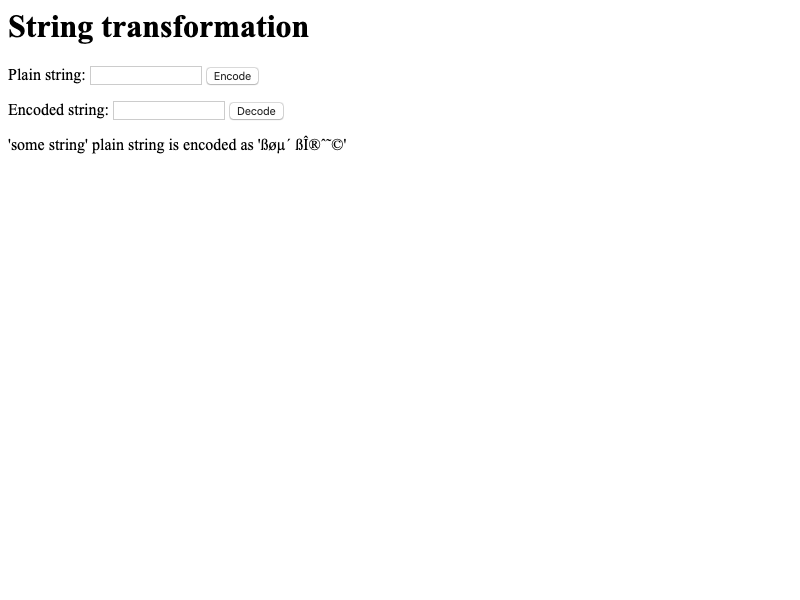 String transformation
Plain string: Encode
Encoded string: Decode
'some string' plain string is encoded as 'ßøµ´ ßÎ®ˆ˜©'